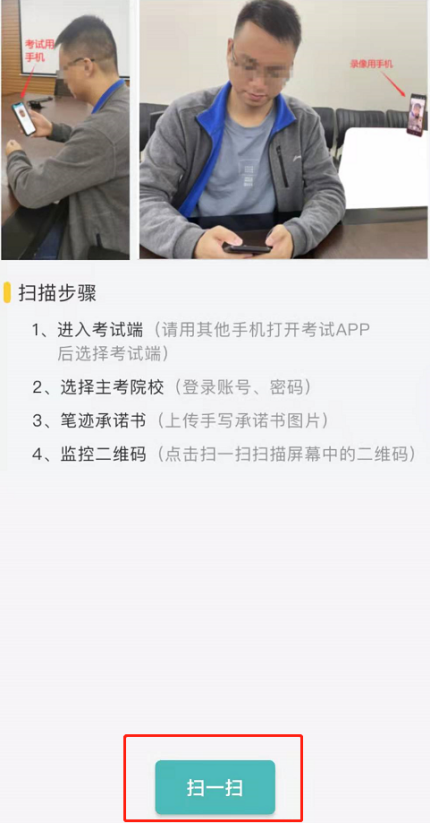 考试用
手机
录像用手机
扫描步骤
1、进入考试端（请用其他手机打开考试APP
后选择考试端）
2、选择主考院校（登录账号、密码）
3、笔迹承诺书（上传手写承诺书图片）
4、监控二维码（点击扫一扫扫描屏幕中的二维码）
扫一扫